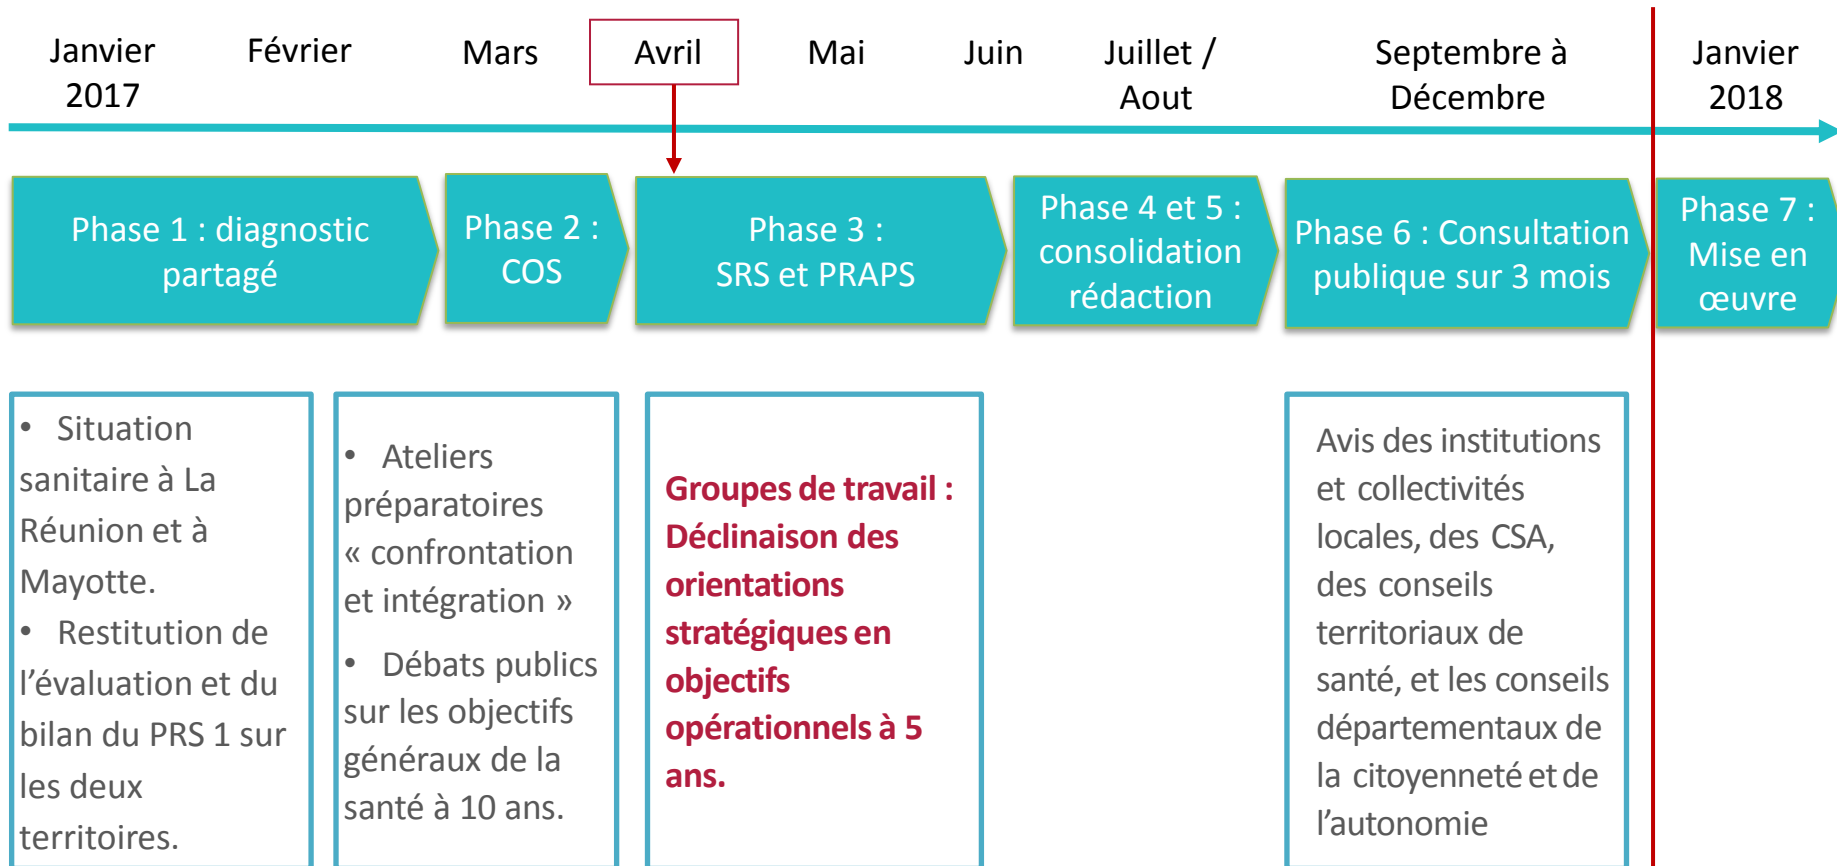 Janvier
2017
Février
Mars
Avril
Mai
Juin
Juillet /
Aout
Septembre à
Décembre
Janvier
2018
Phase 1 : diagnostic
partagé
Phase 2 :
COS
Phase 3 :
SRS et PRAPS
Phase 4 et 5 :
consolidation
rédaction
Phase 6 : Consultation
publique sur 3 mois
Phase 7 :
Mise en
œuvre
• Situation
sanitaire à La
Réunion et à
Mayotte.
• Restitution de
l’évaluation et du
bilan du PRS 1 sur
les deux
territoires.
• Ateliers
préparatoires
« confrontation
et intégration »
• Débats publics
sur les objectifs
généraux de la
santé à 10 ans.
Groupes de travail :
Déclinaison des
orientations
stratégiques en
objectifs
opérationnels à 5
ans.
Avis des institutions
et collectivités
locales, des CSA,
des conseils
territoriaux de
santé, et les conseils
départementaux de
la citoyenneté et de
l’autonomie